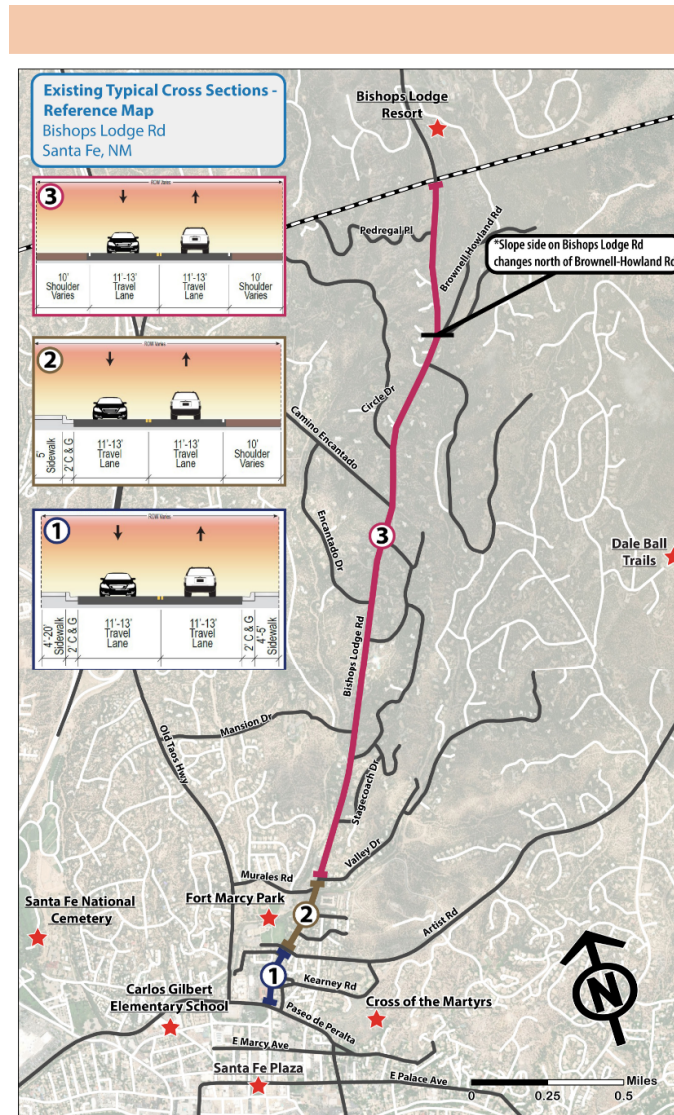 Existing Typical Cross Sections -
Reference Map
Bishops Lodge Rd
Santa Fe, NM
3
ROW Varies
10'
Shoulder
Varies
11'-13'
Travel
Lane
11'-13'
Travel
Lane
10'
Shoulder
Varies
2
ROW Varies
5'
Sidewalk
2' C & G
11'-13'
Travel
Lane
11'-13'
Travel
Lane
10'
Shoulder
Varies
1
ROW Varies
4'-20'
Sidewalk
2' C & G
11'-13'
Travel
Lane
11'-13'
Travel
Lane
2' C & G
4'-5'
Sidewalk
Bishops Lodge
Resort
Pedregal Pl
Brownell-Howland Rd
*Slope side on Bishops Lodge Rd
changes north of Brownell-Howland Rd
Circle Dr
Camino Encantado
Encantado Dr
3
Dale Ball
Trails
Bishops Lodge Rd
Mansion Dr
Old Taos Hwy
Stagecoach Dr
Valley Dr
Murales Rd
Santa Fe National
Cemetery
Fort Marcy Park
2
Artist Rd
1
Kearney Rd
Carlos Gilbert
Elementary School
Cross of the Martyrs
Paseo de Peralta
E Marcy Ave
Santa Fe Plaza
E Palace Ave
N
Miles
0
0.25
0.5